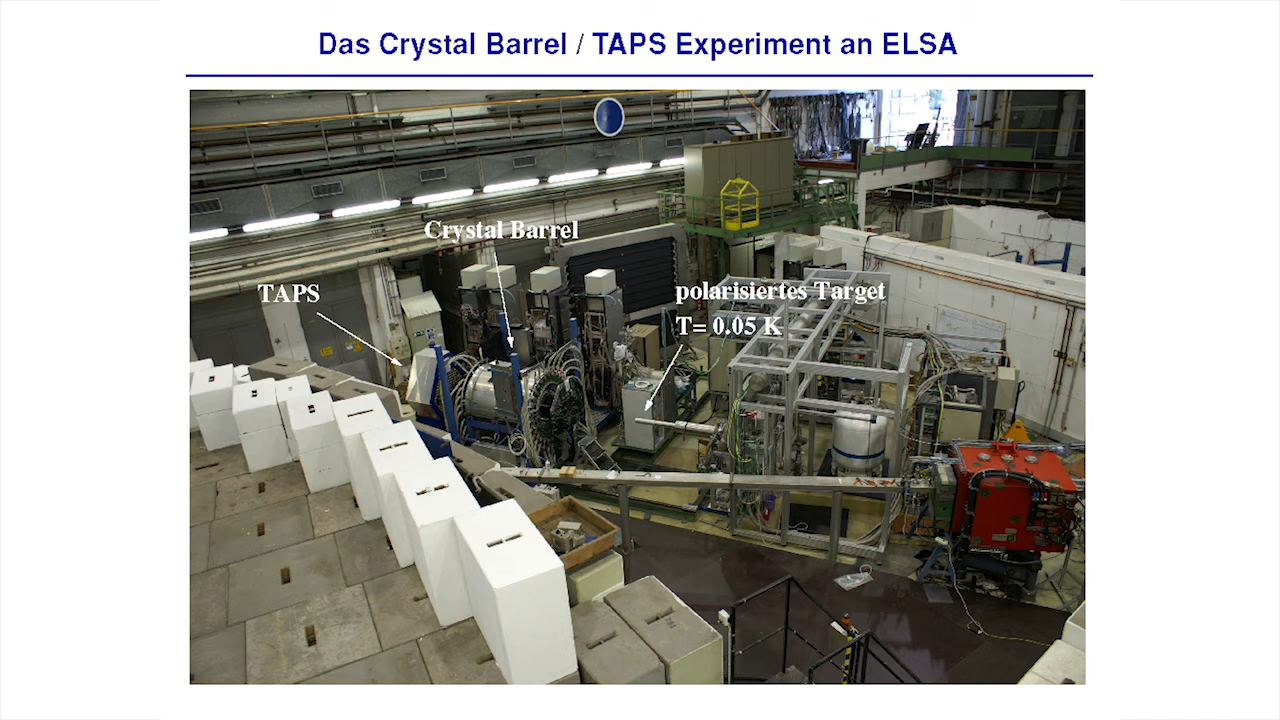 Das Crystal Barrel / TAPS Experiment an ELSA
Crystal Barrel
TAPS
polarisiertes Target
T= 0.05 K